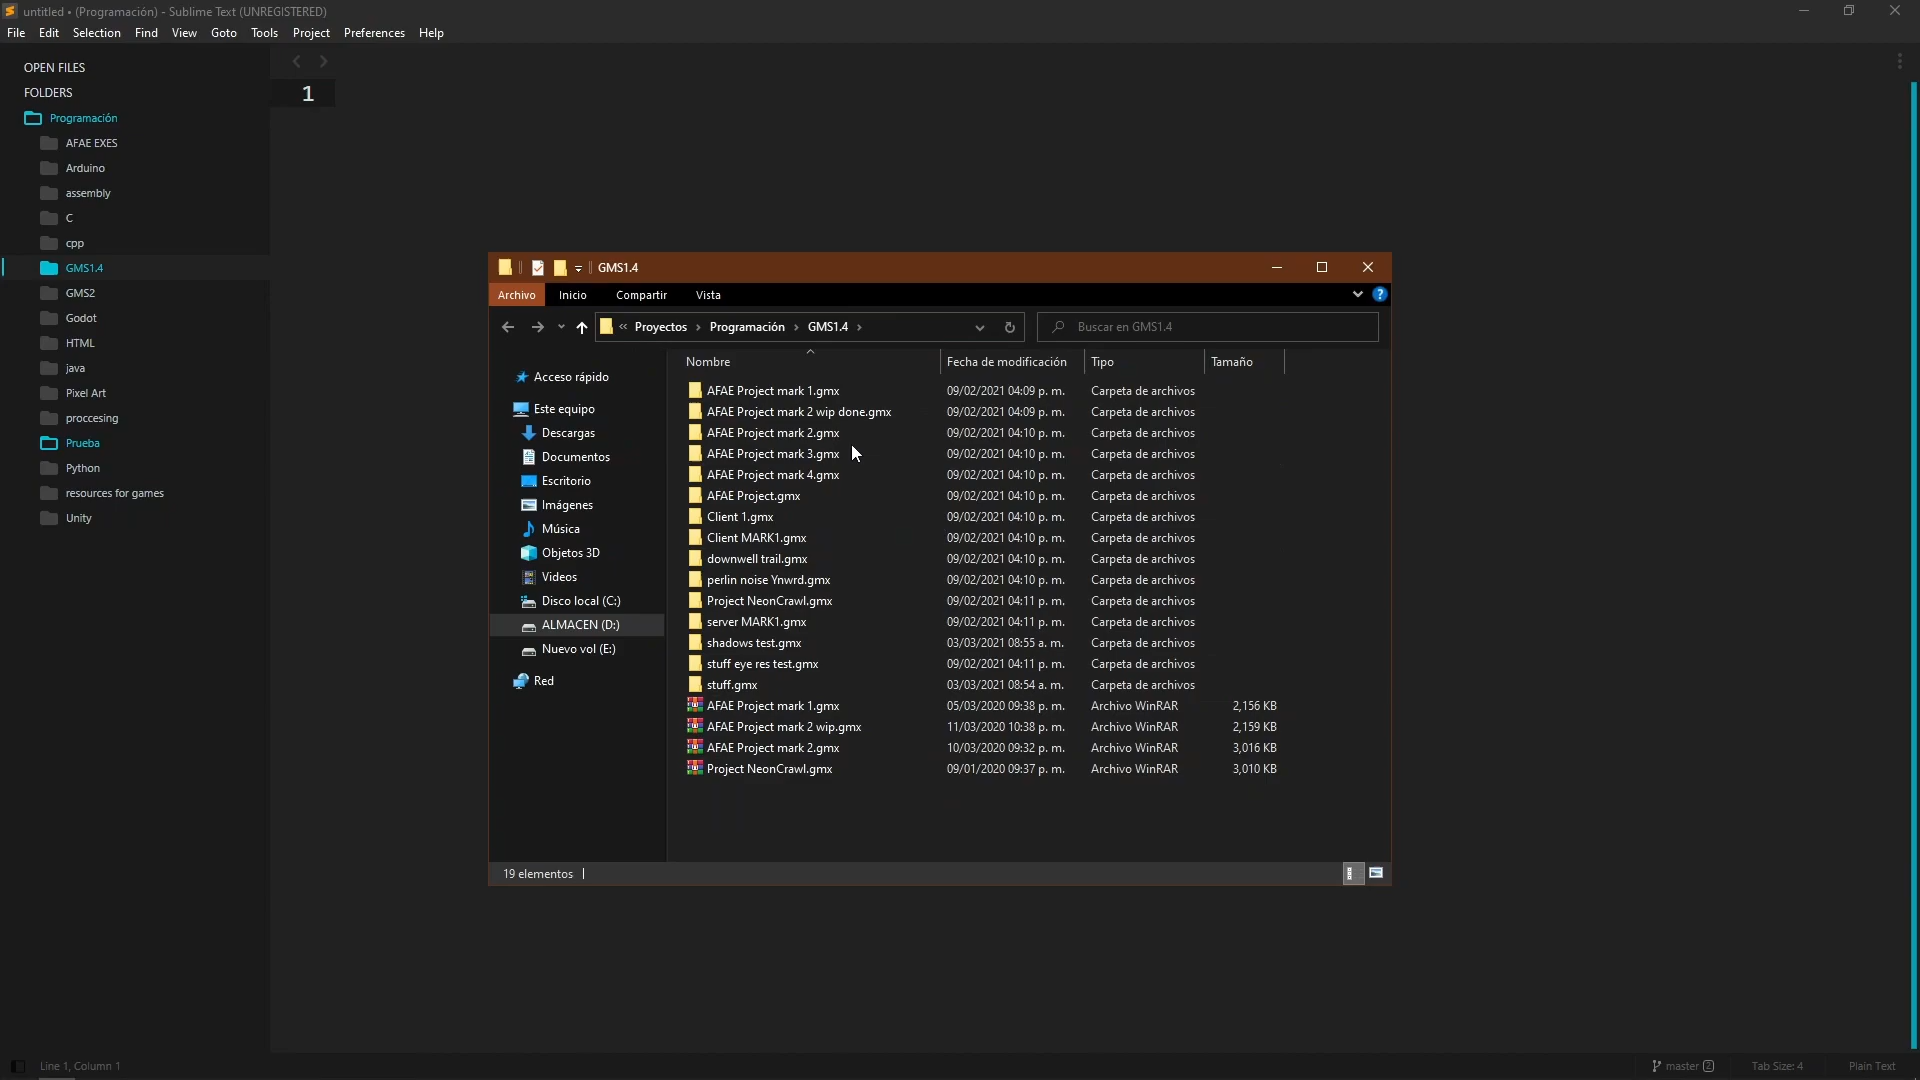 untitled • (Programación) - Sublime Text (UNREGISTERED)
File Edit Selection Find View Goto Tools Project Preferences Help
OPEN FILES
FOLDERS
Programación
AFAE EXES
Arduino
assembly
C
cpp
GMS1.4
GMS2
Godot
HTML
java
Pixel Art
proccesing
Prueba
Python
resources for games
Unity
1
GMS1.4
Archivo Inicio Compartir Vista
« Proyectos › Programación › GMS1.4 ›
Buscar en GMS1.4
Acceso rápido
Este equipo
Descargas
Documentos
Escritorio
Imágenes
Música
Objetos 3D
Videos
Disco local (C:)
ALMACEN (D:)
Nuevo vol (E:)
Red
Nombre Fecha de modificación Tipo Tamaño
AFAE Project mark 1.gmx 09/02/2021 04:09 p. m. Carpeta de archivos
AFAE Project mark 2 wip done.gmx 09/02/2021 04:09 p. m. Carpeta de archivos
AFAE Project mark 2.gmx 09/02/2021 04:10 p. m. Carpeta de archivos
AFAE Project mark 3.gmx 09/02/2021 04:10 p. m. Carpeta de archivos
AFAE Project mark 4.gmx 09/02/2021 04:10 p. m. Carpeta de archivos
AFAE Project.gmx 09/02/2021 04:10 p. m. Carpeta de archivos
Client 1.gmx 09/02/2021 04:10 p. m. Carpeta de archivos
Client MARK1.gmx 09/02/2021 04:10 p. m. Carpeta de archivos
downwell trail.gmx 09/02/2021 04:10 p. m. Carpeta de archivos
perlin noise Ynwrd.gmx 09/02/2021 04:10 p. m. Carpeta de archivos
Project NeonCrawl.gmx 09/02/2021 04:11 p. m. Carpeta de archivos
server MARK1.gmx 09/02/2021 04:11 p. m. Carpeta de archivos
shadows test.gmx 03/03/2021 08:55 a. m. Carpeta de archivos
stuff eye res test.gmx 09/02/2021 04:11 p. m. Carpeta de archivos
stuff.gmx 03/03/2021 08:54 a. m. Carpeta de archivos
AFAE Project mark 1.gmx 05/03/2020 09:38 p. m. Archivo WinRAR 2,156 KB
AFAE Project mark 2 wip.gmx 11/03/2020 10:38 p. m. Archivo WinRAR 2,159 KB
AFAE Project mark 2.gmx 10/03/2020 09:32 p. m. Archivo WinRAR 3,016 KB
Project NeonCrawl.gmx 09/01/2020 09:37 p. m. Archivo WinRAR 3,010 KB
19 elementos
Line 1, Column 1
master 2
Tab Size: 4
Plain Text